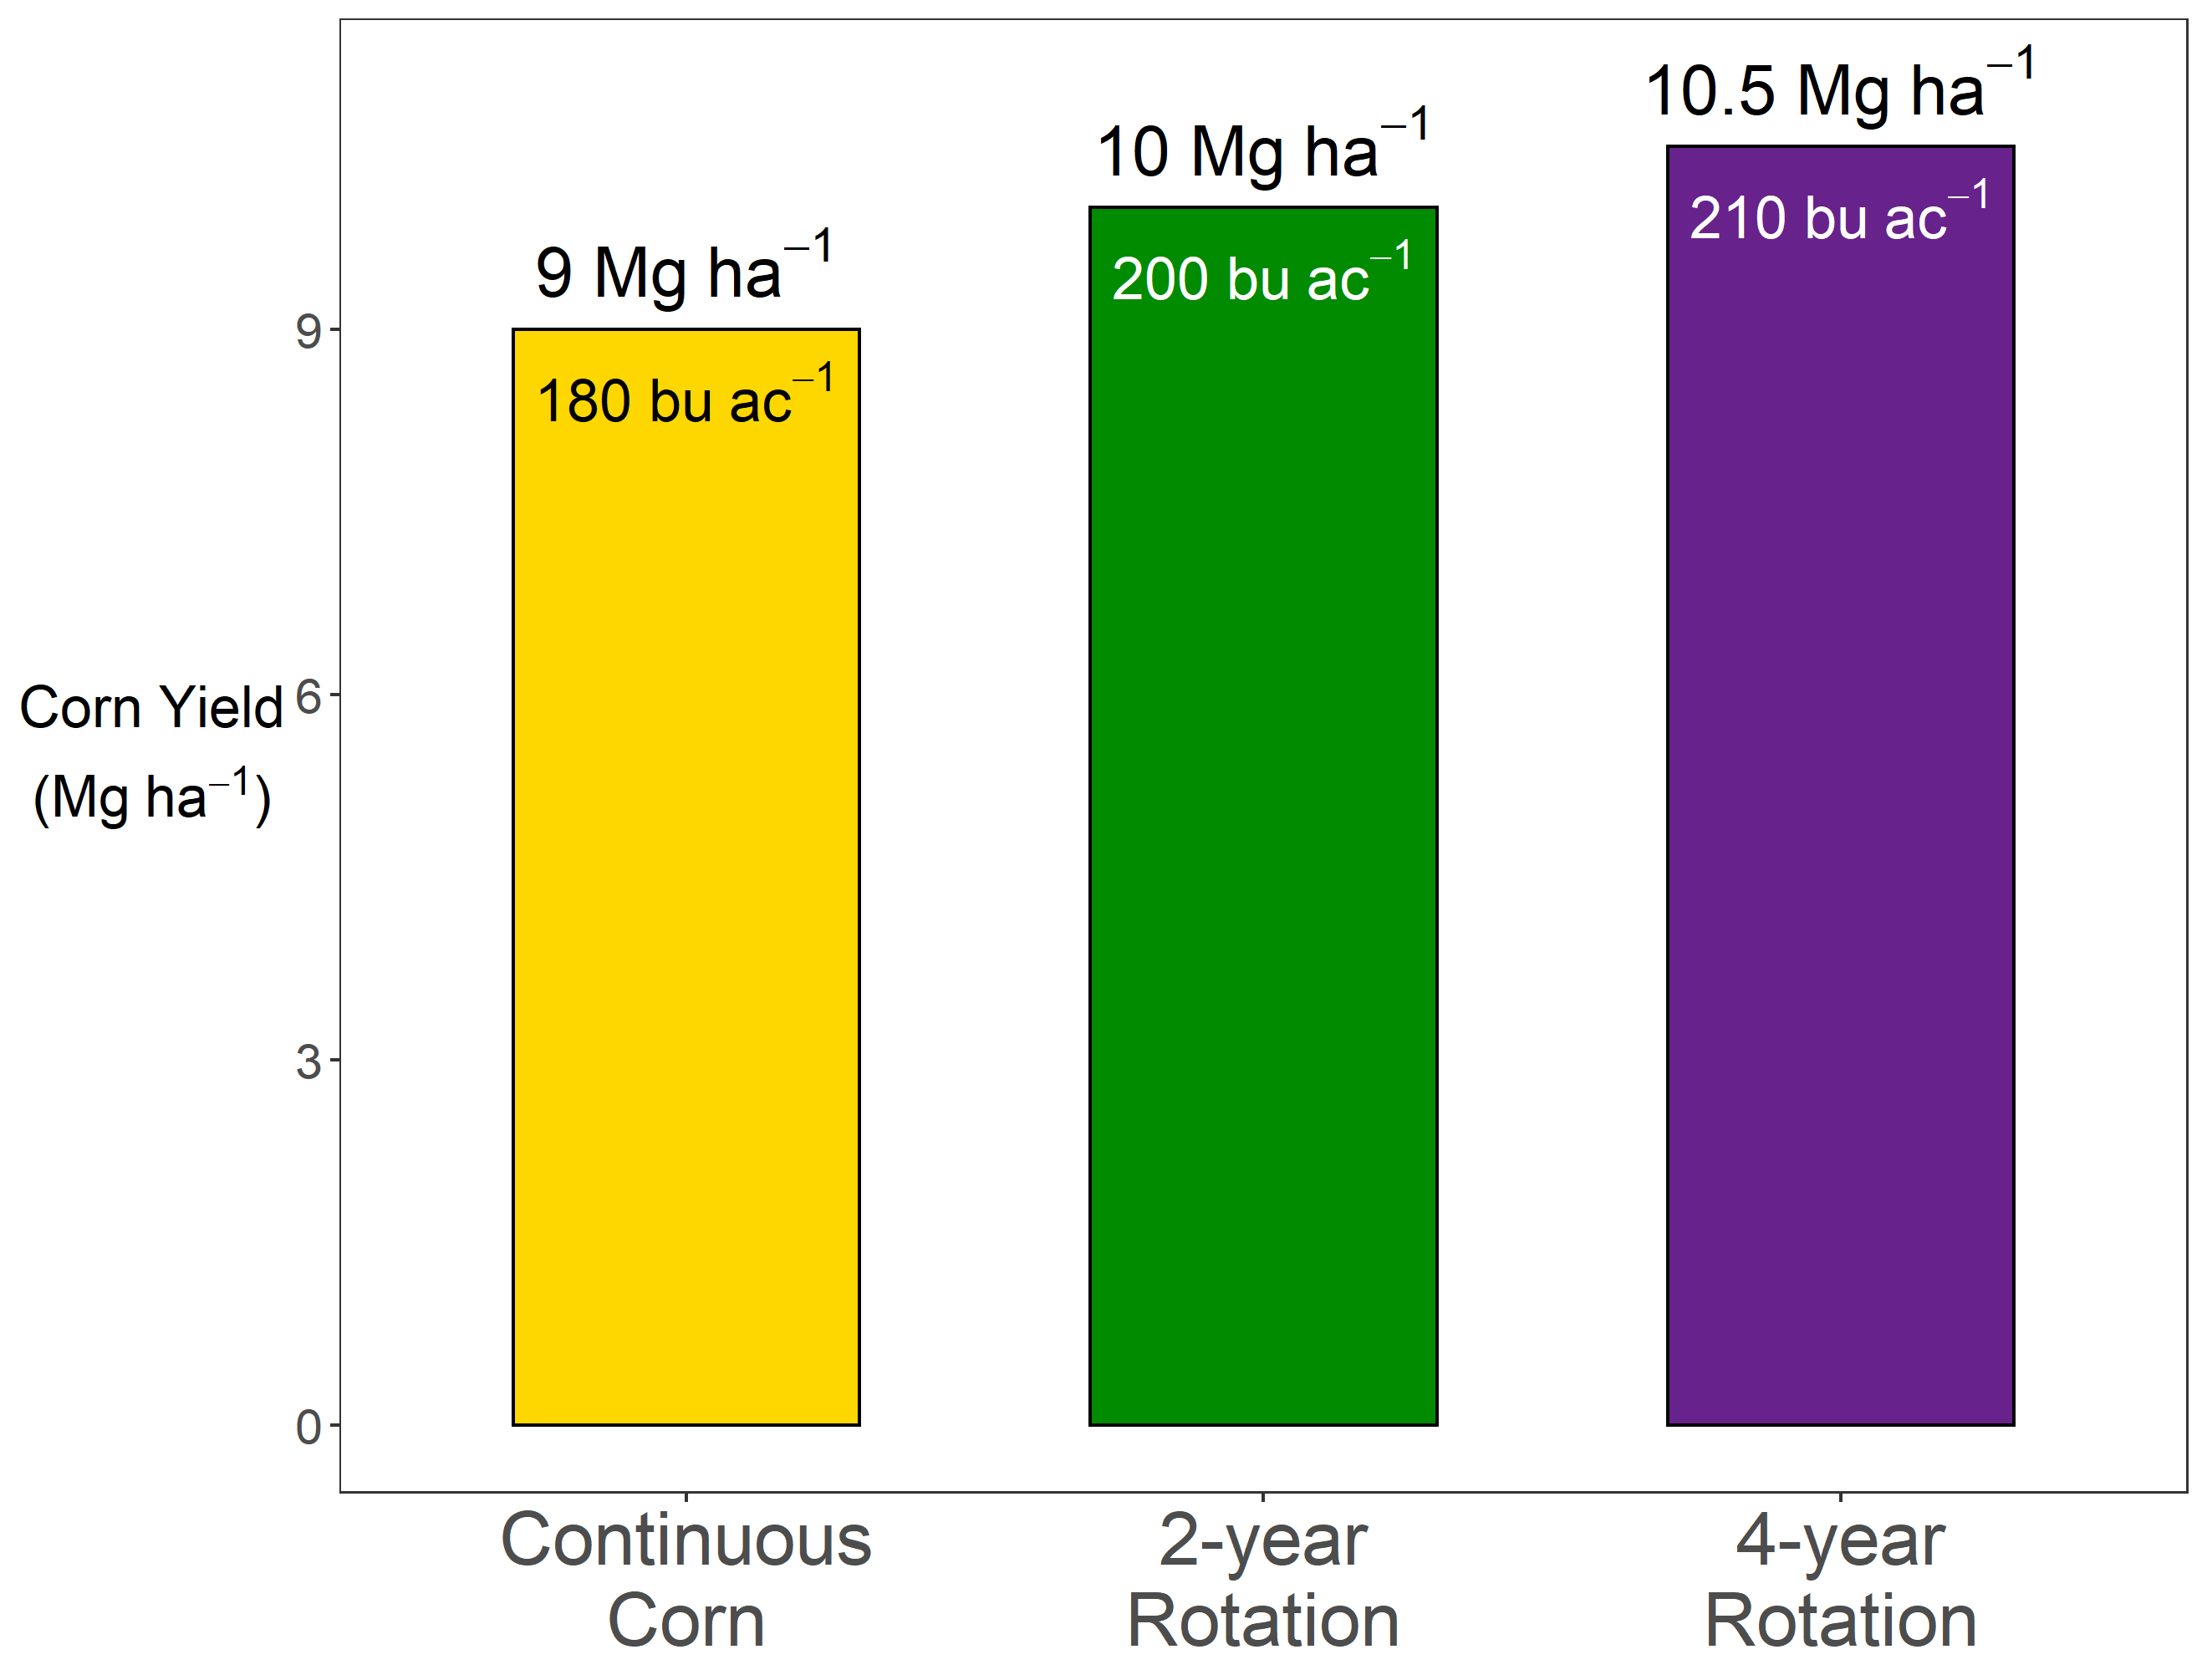 10.5 Mg ha⁻¹
10 Mg ha⁻¹
210 bu ac⁻¹
9 Mg ha⁻¹
200 bu ac⁻¹
9
180 bu ac⁻¹
Corn Yield
(Mg ha⁻¹)
6
3
0
Continuous
Corn
2-year
Rotation
4-year
Rotation